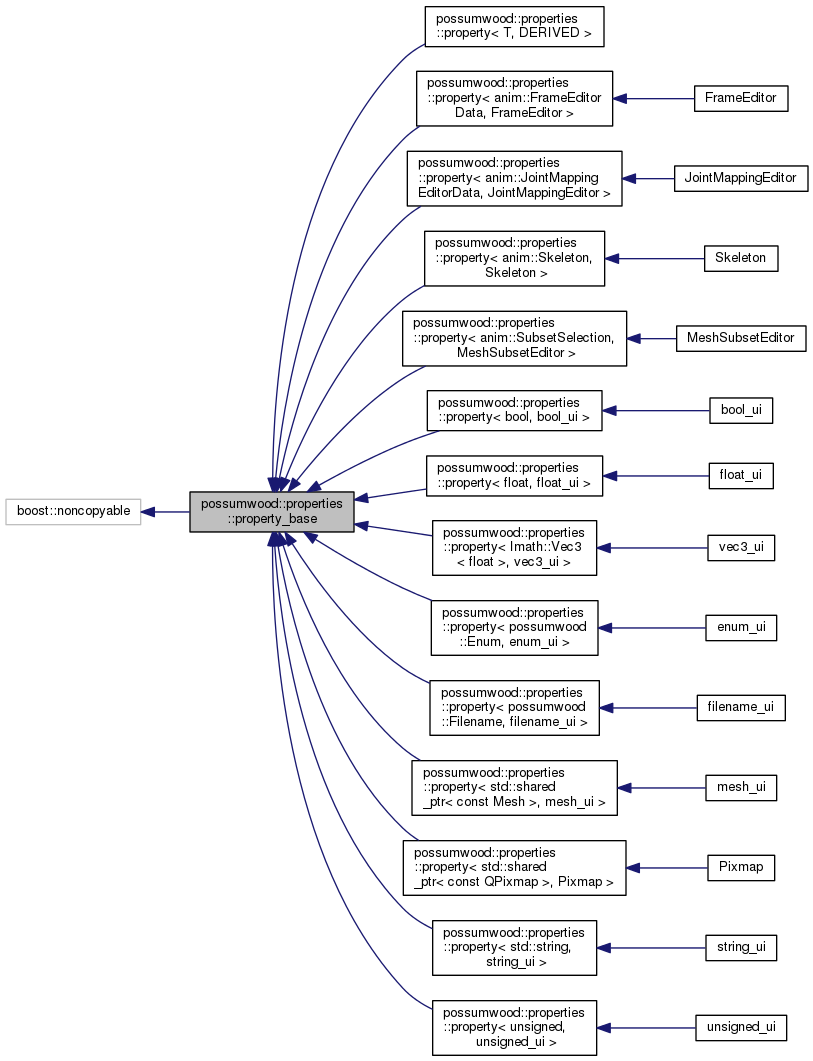 possumwood::properties
::property< T, DERIVED >
possumwood::properties
::property< anim::FrameEditor
Data, FrameEditor >
FrameEditor
possumwood::properties
::property< anim::JointMapping
EditorData, JointMappingEditor >
JointMappingEditor
possumwood::properties
::property< anim::Skeleton,
Skeleton >
Skeleton
possumwood::properties
::property< anim::SubsetSelection,
MeshSubsetEditor >
MeshSubsetEditor
possumwood::properties
::property< bool, bool_ui >
bool_ui
possumwood::properties
::property< float, float_ui >
float_ui
boost::noncopyable
possumwood::properties
::property_base
possumwood::properties
::property< Imath::Vec3
< float >, vec3_ui >
vec3_ui
possumwood::properties
::property< possumwood
::Enum, enum_ui >
enum_ui
possumwood::properties
::property< possumwood
::Filename, filename_ui >
filename_ui
possumwood::properties
::property< std::shared
_ptr< const Mesh >, mesh_ui >
mesh_ui
possumwood::properties
::property< std::shared
_ptr< const QPixmap >, Pixmap >
Pixmap
possumwood::properties
::property< std::string,
string_ui >
string_ui
possumwood::properties
::property< unsigned,
unsigned_ui >
unsigned_ui